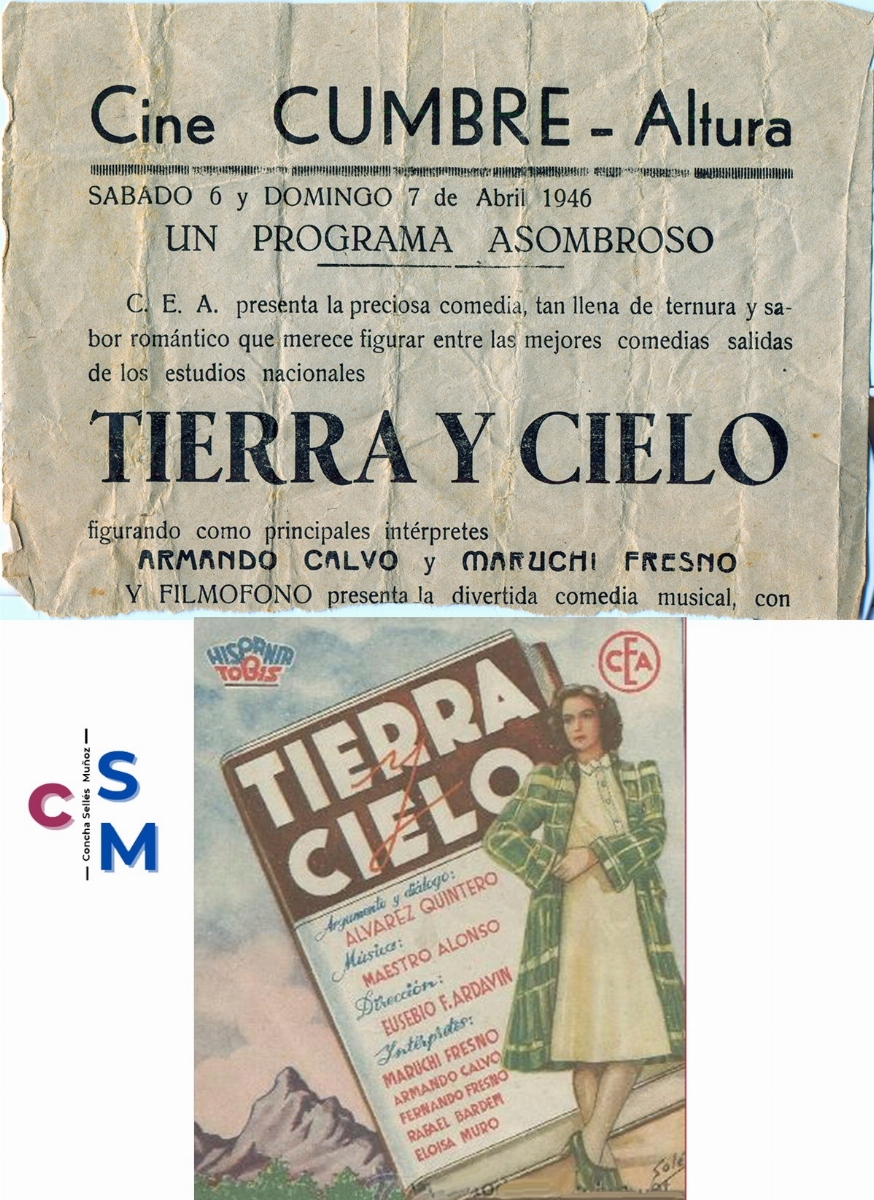 Cine CUMBRE - Altura
SABADO 6 y DOMINGO 7 de Abril 1946
UN PROGRAMA ASOMBROSO
C. E. A. presenta la preciosa comedia, tan llena de ternura y sa-
bor romántico que merece figurar entre las mejores comedias salidas
de los estudios nacionales
TIERRA Y CIELO
figurando como principales intérpretes
ARMANDO CALVO y MARUCHI FRESNO
Y FILMOFONO presenta la divertida comedia musical, con
HISPANIA
TOBIS
CEA
TIERRA
y
CIELO
Argumento y diálogo:
ALVAREZ QUINTERO
Música:
MAESTRO ALONSO
Dirección:
EUSEBIO F. ARDAVIN
Intérpretes:
MARUCHI FRESNO
ARMANDO CALVO
FERNANDO FRESNO
RAFAEL BARDEM
ELOISA MURO
C S M
Concha Sellés Muñoz